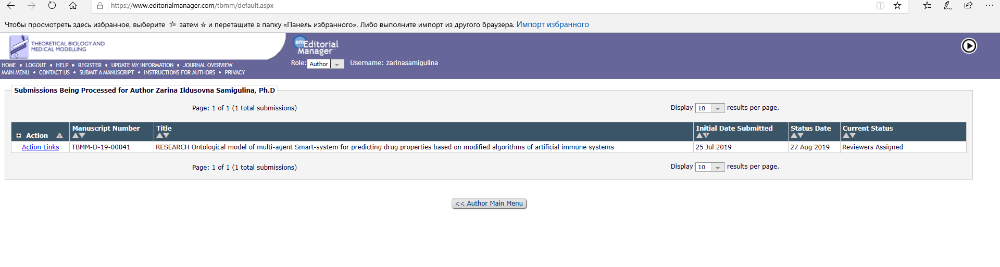 https://www.editorialmanager.com/tbmm/default.aspx
Чтобы просмотреть здесь избранное, выберите затем и перетащите в папку «Панель избранного». Либо выполните импорт из другого браузера. Импорт избранного
THEORETICAL BIOLOGY AND
MEDICAL MODELLING
em Editorial
Manager
Role: Author Username: zarinasamigulina
HOME • LOGOUT • HELP • REGISTER • UPDATE MY INFORMATION • JOURNAL OVERVIEW
MAIN MENU • CONTACT US • SUBMIT A MANUSCRIPT • INSTRUCTIONS FOR AUTHORS • PRIVACY
Submissions Being Processed for Author Zarina Ildusovna Samigulina, Ph.D
Page: 1 of 1 (1 total submissions) Display 10 results per page.
Action Manuscript Number Title Initial Date Submitted Status Date Current Status
Action Links TBMM-D-19-00041 RESEARCH Ontological model of multi-agent Smart-system for predicting drug properties based on modified algorithms of artificial immune systems 25 Jul 2019 27 Aug 2019 Reviewers Assigned
Page: 1 of 1 (1 total submissions) Display 10 results per page.
<< Author Main Menu